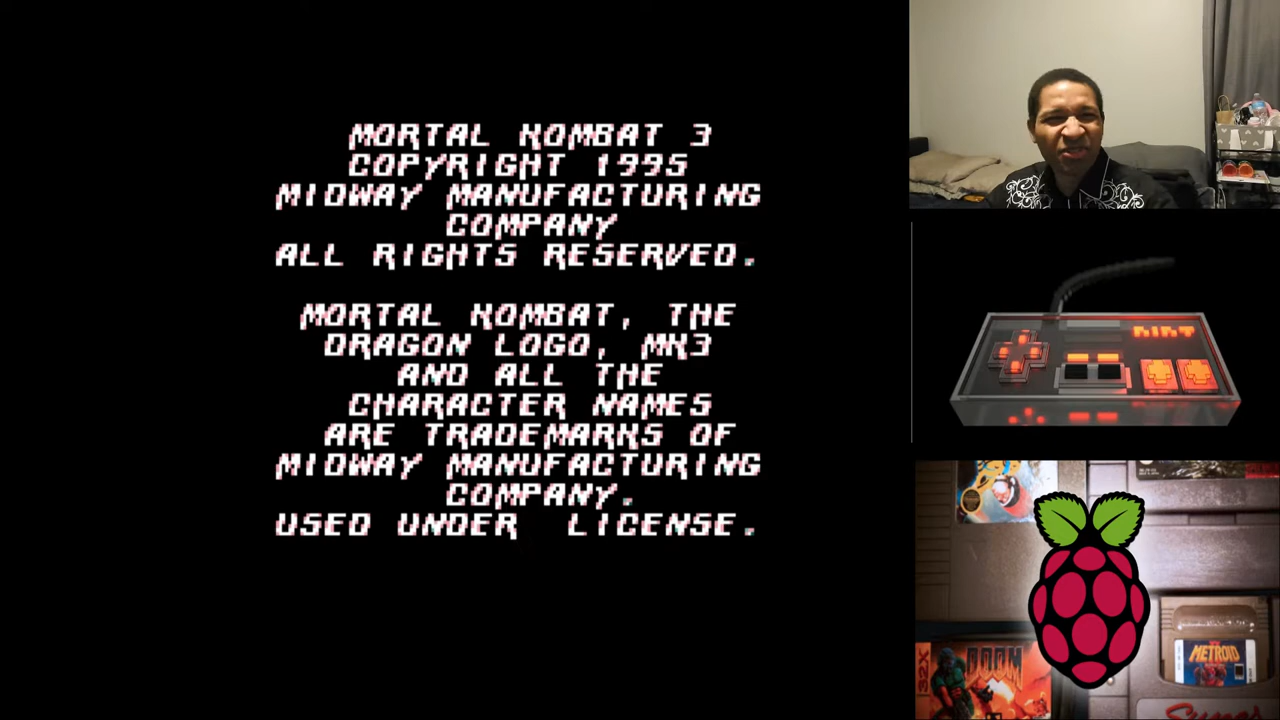 MORTAL KOMBAT 3
COPYRIGHT 1995
MIDWAY MANUFACTURING
COMPANY
ALL RIGHTS RESERVED.
MORTAL KOMBAT, THE
DRAGON LOGO, MK3
AND ALL THE
CHARACTER NAMES
ARE TRADEMARKS OF
MIDWAY MANUFACTURING
COMPANY.
USED UNDER LICENSE.
METROID
32X
DOOM